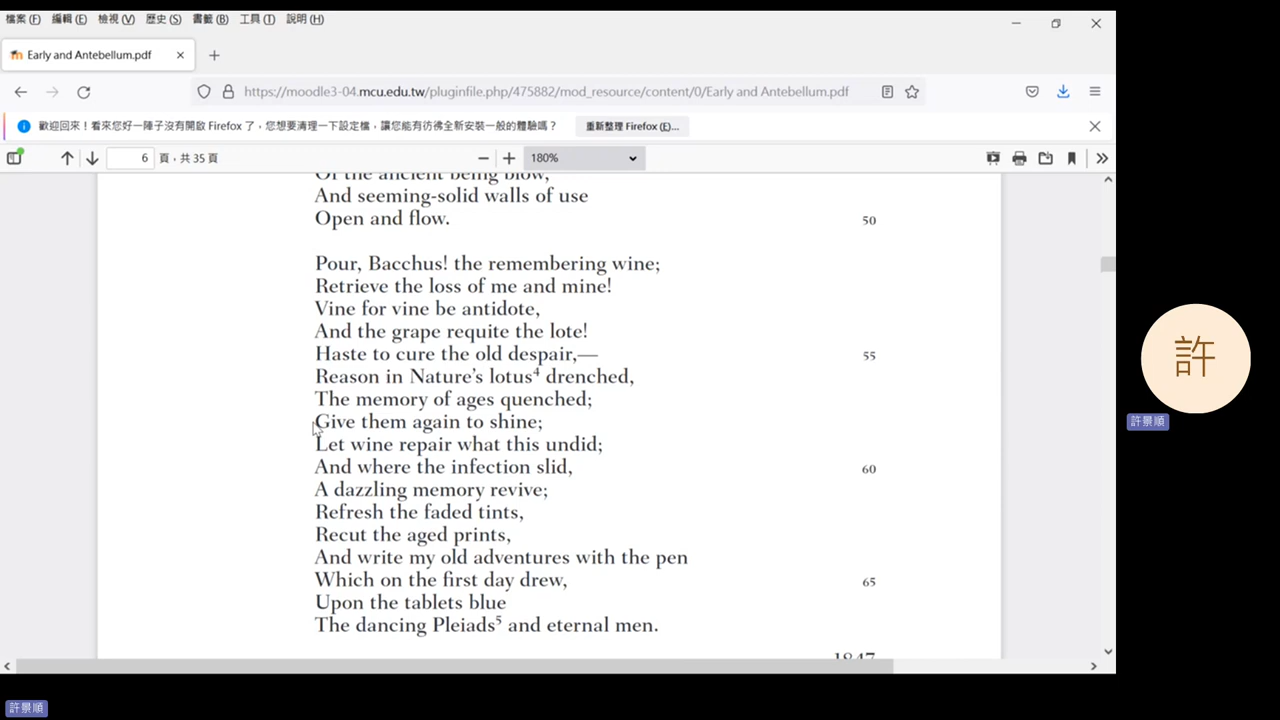 檔案(F) 編輯(E) 檢視(V) 歷史(S) 書籤(B) 工具(T) 說明(H)
Early and Antebellum.pdf
https://moodle3-04.mcu.edu.tw/pluginfile.php/475882/mod_resource/content/0/Early and Antebellum.pdf
歡迎回來！看來您好一陣子沒有開啟 Firefox 了，您想要清理一下設定檔，讓您能有彷彿全新安裝一般的體驗嗎？ 重新整理 Firefox (E)...
6 頁，共 35 頁 180%
Of the ancient being blow,
And seeming-solid walls of use
Open and flow. 50
Pour, Bacchus! the remembering wine;
Retrieve the loss of me and mine!
Vine for vine be antidote,
And the grape requite the lote!
Haste to cure the old despair,— 55
Reason in Nature's lotus⁴ drenched,
The memory of ages quenched;
Give them again to shine;
Let wine repair what this undid;
And where the infection slid, 60
A dazzling memory revive;
Refresh the faded tints,
Recut the aged prints,
And write my old adventures with the pen
Which on the first day drew, 65
Upon the tablets blue
The dancing Pleiads⁵ and eternal men.
1847
許
許景順
許景順